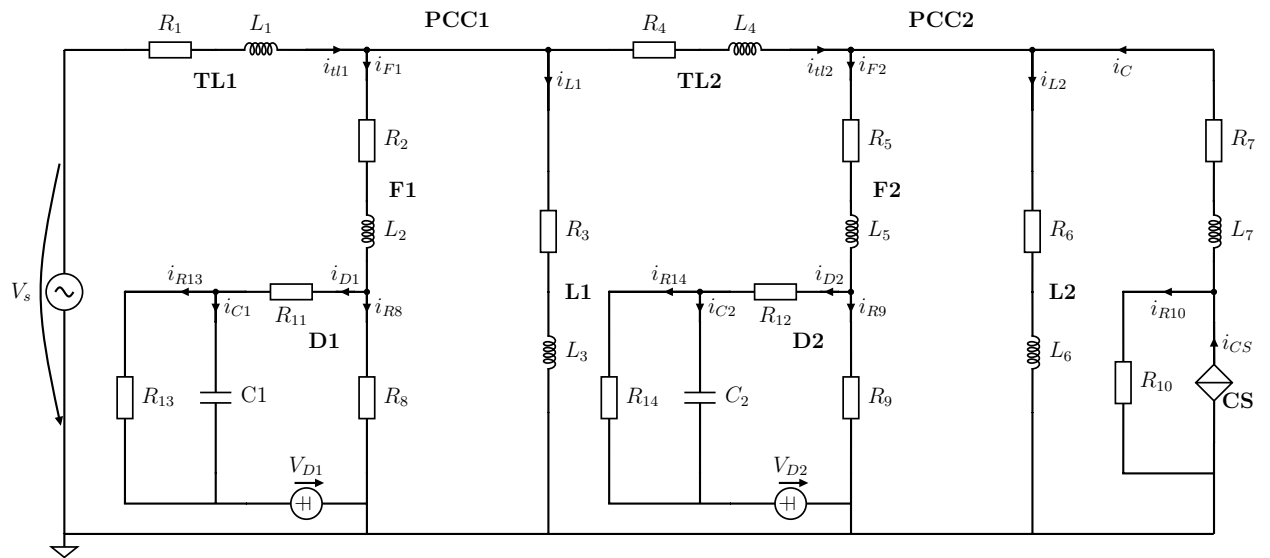 R1 L1 PCC1 R4 L4 PCC2
itl1 iF1 iL1 itl2 iF2 iL2 iC
TL1 TL2
R2 R5 R7
F1 F2
L2 R3 L5 R6 L7
Vs iR13 iD1 iR14 iD2
iC1 R11 iR8 L1 iC2 R12 iR9 L2 iR10
D1 D2 iCS
L3 L6
R13 C1 R8 R14 C2 R9 R10 CS
VD1 VD2